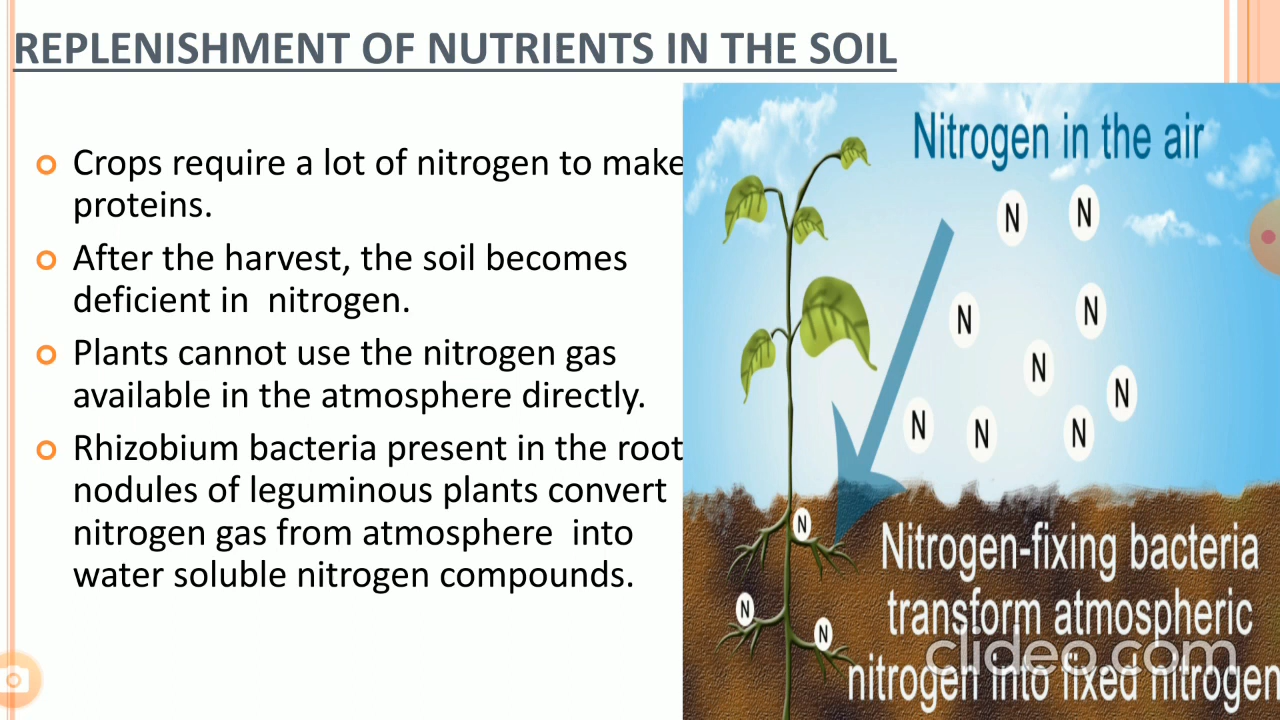 REPLENISHMENT OF NUTRIENTS IN THE SOIL
Crops require a lot of nitrogen to make
proteins.
After the harvest, the soil becomes
deficient in  nitrogen.
Plants cannot use the nitrogen gas
available in the atmosphere directly.
Rhizobium bacteria present in the root
nodules of leguminous plants convert
nitrogen gas from atmosphere  into
water soluble nitrogen compounds.
Nitrogen in the air
N N
N N
N
N
N N N
N
N
N
Nitrogen-fixing bacteria
transform atmospheric
clideo.com
nitrogen into fixed nitrogen